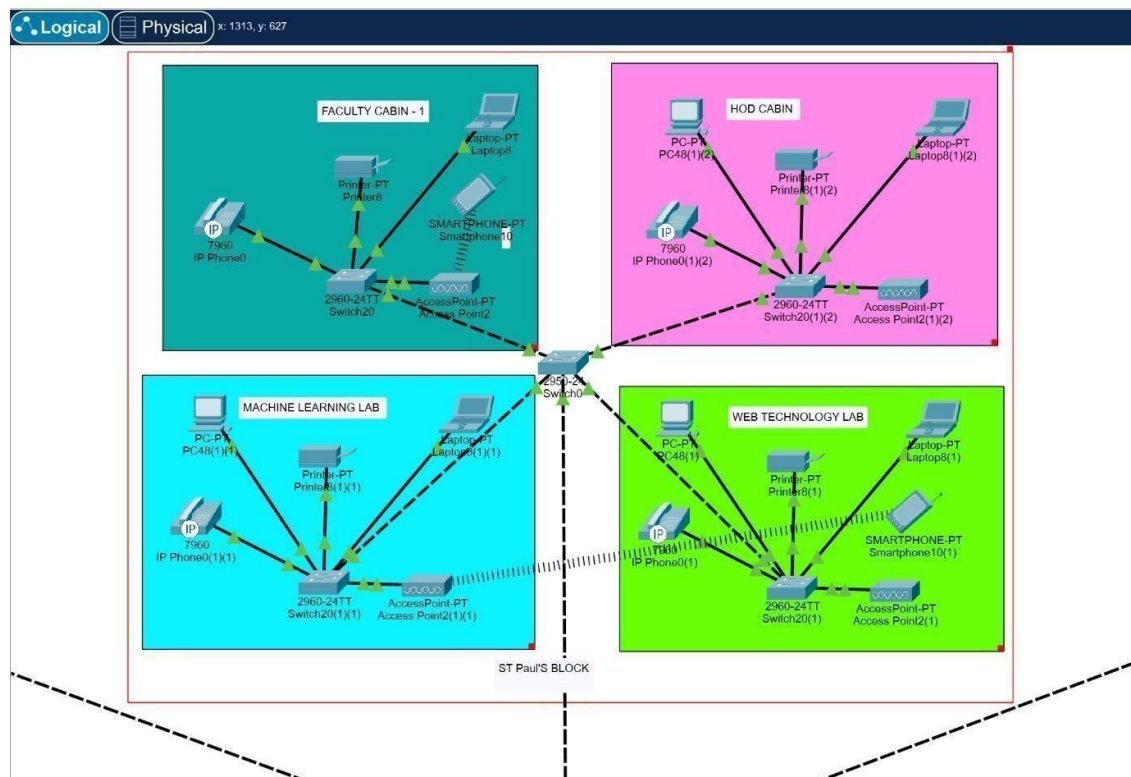 Logical
Physical
x: 1313, y: 627
FACULTY CABIN - 1
Laptop-PT
Laptop8
Printer-PT
Printer8
SMARTPHONE-PT
Smartphone10
IP
7960
IP Phone0
2960-24TT
Switch20
AccessPoint-PT
Access Point2
HOD CABIN
PC-PT
PC48(1)(2)
Laptop-PT
Laptop8(1)(2)
Printer-PT
Printer8(1)(2)
IP
7960
IP Phone0(1)(2)
2960-24TT
Switch20(1)(2)
AccessPoint-PT
Access Point2(1)(2)
2950-24
Switch0
MACHINE LEARNING LAB
PC-PT
PC48(1)(1)
Laptop-PT
Laptop8(1)(1)
Printer-PT
Printer8(1)(1)
IP
7960
IP Phone0(1)(1)
2960-24TT
Switch20(1)(1)
AccessPoint-PT
Access Point2(1)(1)
WEB TECHNOLOGY LAB
PC-PT
PC48(1)
Laptop-PT
Laptop8(1)
Printer-PT
Printer8(1)
SMARTPHONE-PT
Smartphone10(1)
IP
7960
IP Phone0(1)
2960-24TT
Switch20(1)
AccessPoint-PT
Access Point2(1)
ST Paul'S BLOCK